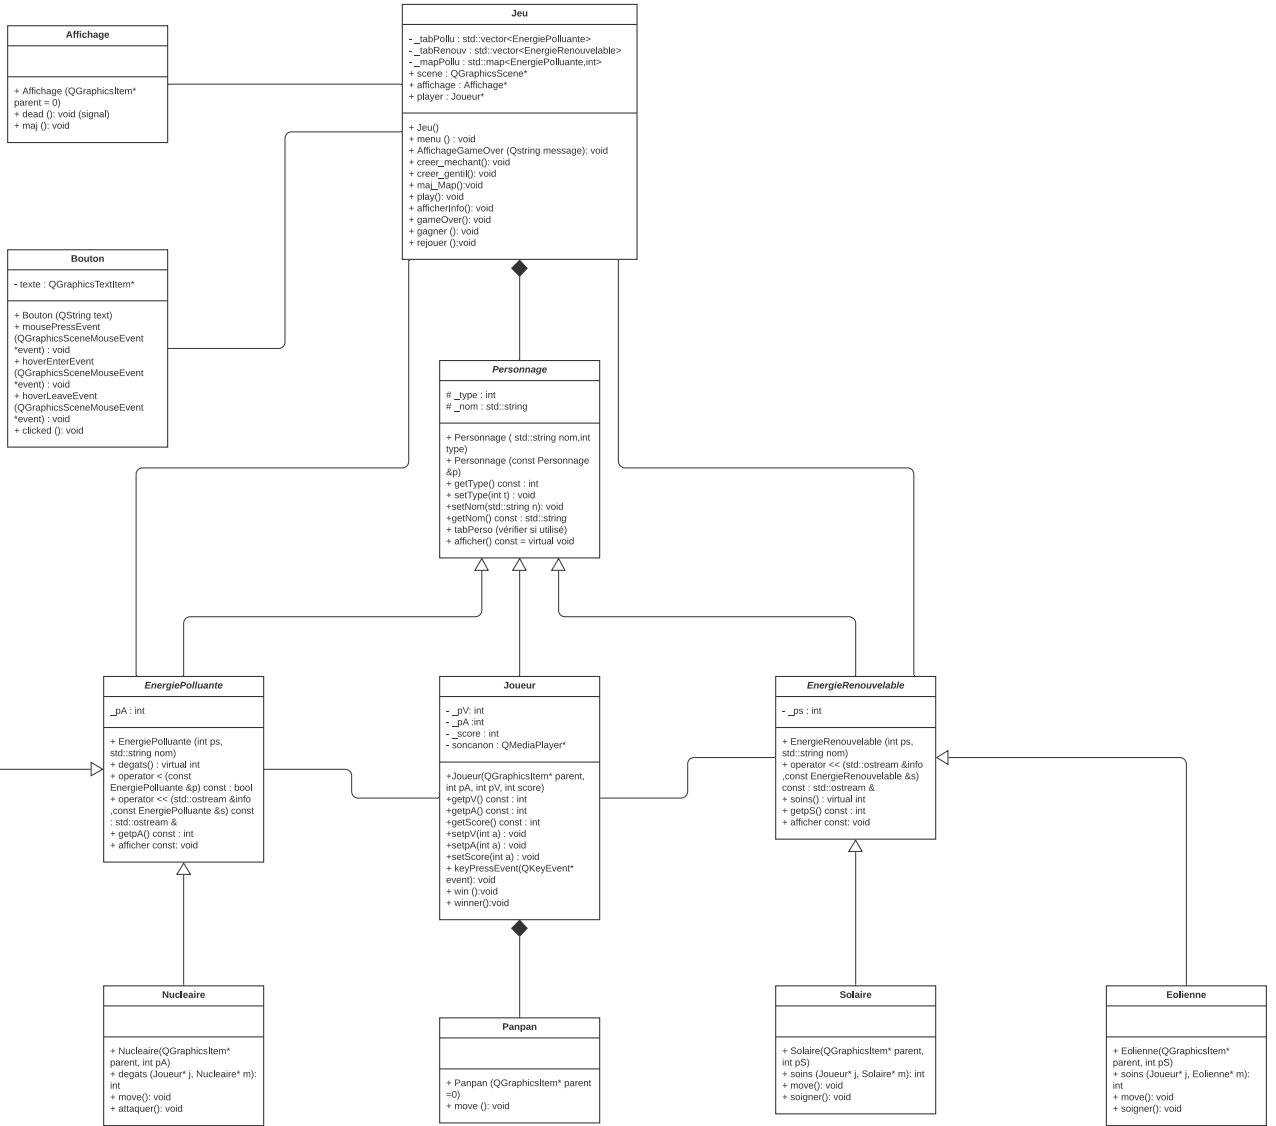 Jeu
- _tabPollu : std::vector<EnergiePolluante>
- _tabRenouv : std::vector<EnergieRenouvelable>
- _mapPollu : std::map<EnergiePolluante,int>
+ scene : QGraphicsScene*
+ affichage : Affichage*
+ player : Joueur*
+ Jeu()
+ menu () : void
+ AffichageGameOver (Qstring message): void
+ creer_mechant(): void
+ creer_gentil(): void
+ maj_Map():void
+ play(): void
+ afficherInfo(): void
+ gameOver(): void
+ gagner (): void
+ rejouer ():void
Affichage
+ Affichage (QGraphicsItem*
parent = 0)
+ dead (): void (signal)
+ maj (): void
Bouton
- texte : QGraphicsTextItem*
+ Bouton (QString text)
+ mousePressEvent
(QGraphicsSceneMouseEvent
*event) : void
+ hoverEnterEvent
(QGraphicsSceneMouseEvent
*event) : void
+ hoverLeaveEvent
(QGraphicsSceneMouseEvent
*event) : void
+ clicked (): void
Personnage
# _type : int
# _nom : std::string
+ Personnage ( std::string nom,int
type)
+ Personnage (const Personnage
&p)
+ getType() const : int
+ setType(int t) : void
+setNom(std::string n): void
+getNom() const : std::string
+ tabPerso (vérifier si utilisé)
+ afficher() const = virtual void
EnergiePolluante
_pA : int
+ EnergiePolluante (int ps,
std::string nom)
+ degats() : virtual int
+ operator < (const
EnergiePolluante &p) const : bool
+ operator << (std::ostream &info
,const EnergiePolluante &s) const
: std::ostream &
+ getpA() const : int
+ afficher const: void
Joueur
- _pV: int
- _pA :int
- _score : int
- soncanon : QMediaPlayer*
+Joueur(QGraphicsItem* parent,
int pA, int pV, int score)
+getpV() const : int
+getpA() const : int
+getScore() const : int
+setpV(int a) : void
+setpA(int a) : void
+setScore(int a) : void
+ keyPressEvent(QKeyEvent*
event): void
+ win ():void
+ winner():void
EnergieRenouvelable
- _ps : int
+ EnergieRenouvelable (int ps,
std::string nom)
+ operator << (std::ostream &info
,const EnergieRenouvelable &s)
const : std::ostream &
+ soins() : virtual int
+ getpS() const : int
+ afficher const: void
Nucleaire
+ Nucleaire(QGraphicsItem*
parent, int pA)
+ degats (Joueur* j, Nucleaire* m):
int
+ move(): void
+ attaquer(): void
Panpan
+ Panpan (QGraphicsItem* parent
=0)
+ move (): void
Solaire
+ Solaire(QGraphicsItem* parent,
int pS)
+ soins (Joueur* j, Solaire* m): int
+ move(): void
+ soigner(): void
Eolienne
+ Eolienne(QGraphicsItem*
parent, int pS)
+ soins (Joueur* j, Eolienne* m):
int
+ move(): void
+ soigner(): void